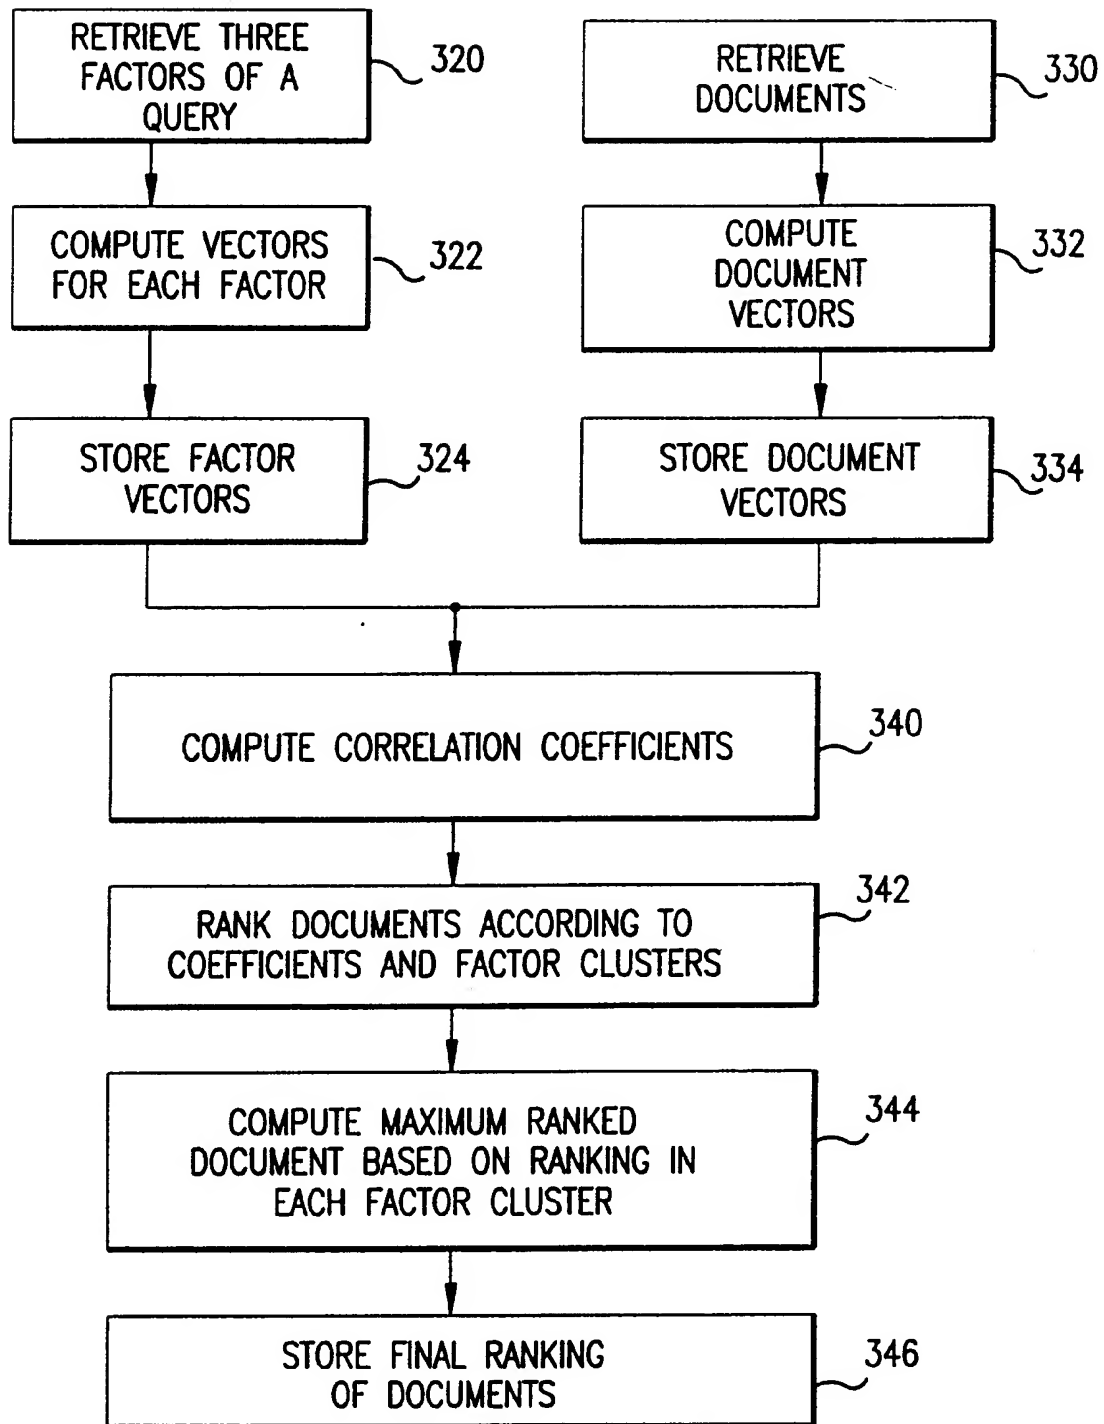 RETRIEVE THREE
FACTORS OF A
QUERY
320
RETRIEVE
DOCUMENTS
330
COMPUTE VECTORS
FOR EACH FACTOR
322
COMPUTE
DOCUMENT
VECTORS
332
STORE FACTOR
VECTORS
324
STORE DOCUMENT
VECTORS
334
COMPUTE CORRELATION COEFFICIENTS
340
RANK DOCUMENTS ACCORDING TO
COEFFICIENTS AND FACTOR CLUSTERS
342
COMPUTE MAXIMUM RANKED
DOCUMENT BASED ON RANKING IN
EACH FACTOR CLUSTER
344
STORE FINAL RANKING
OF DOCUMENTS
346